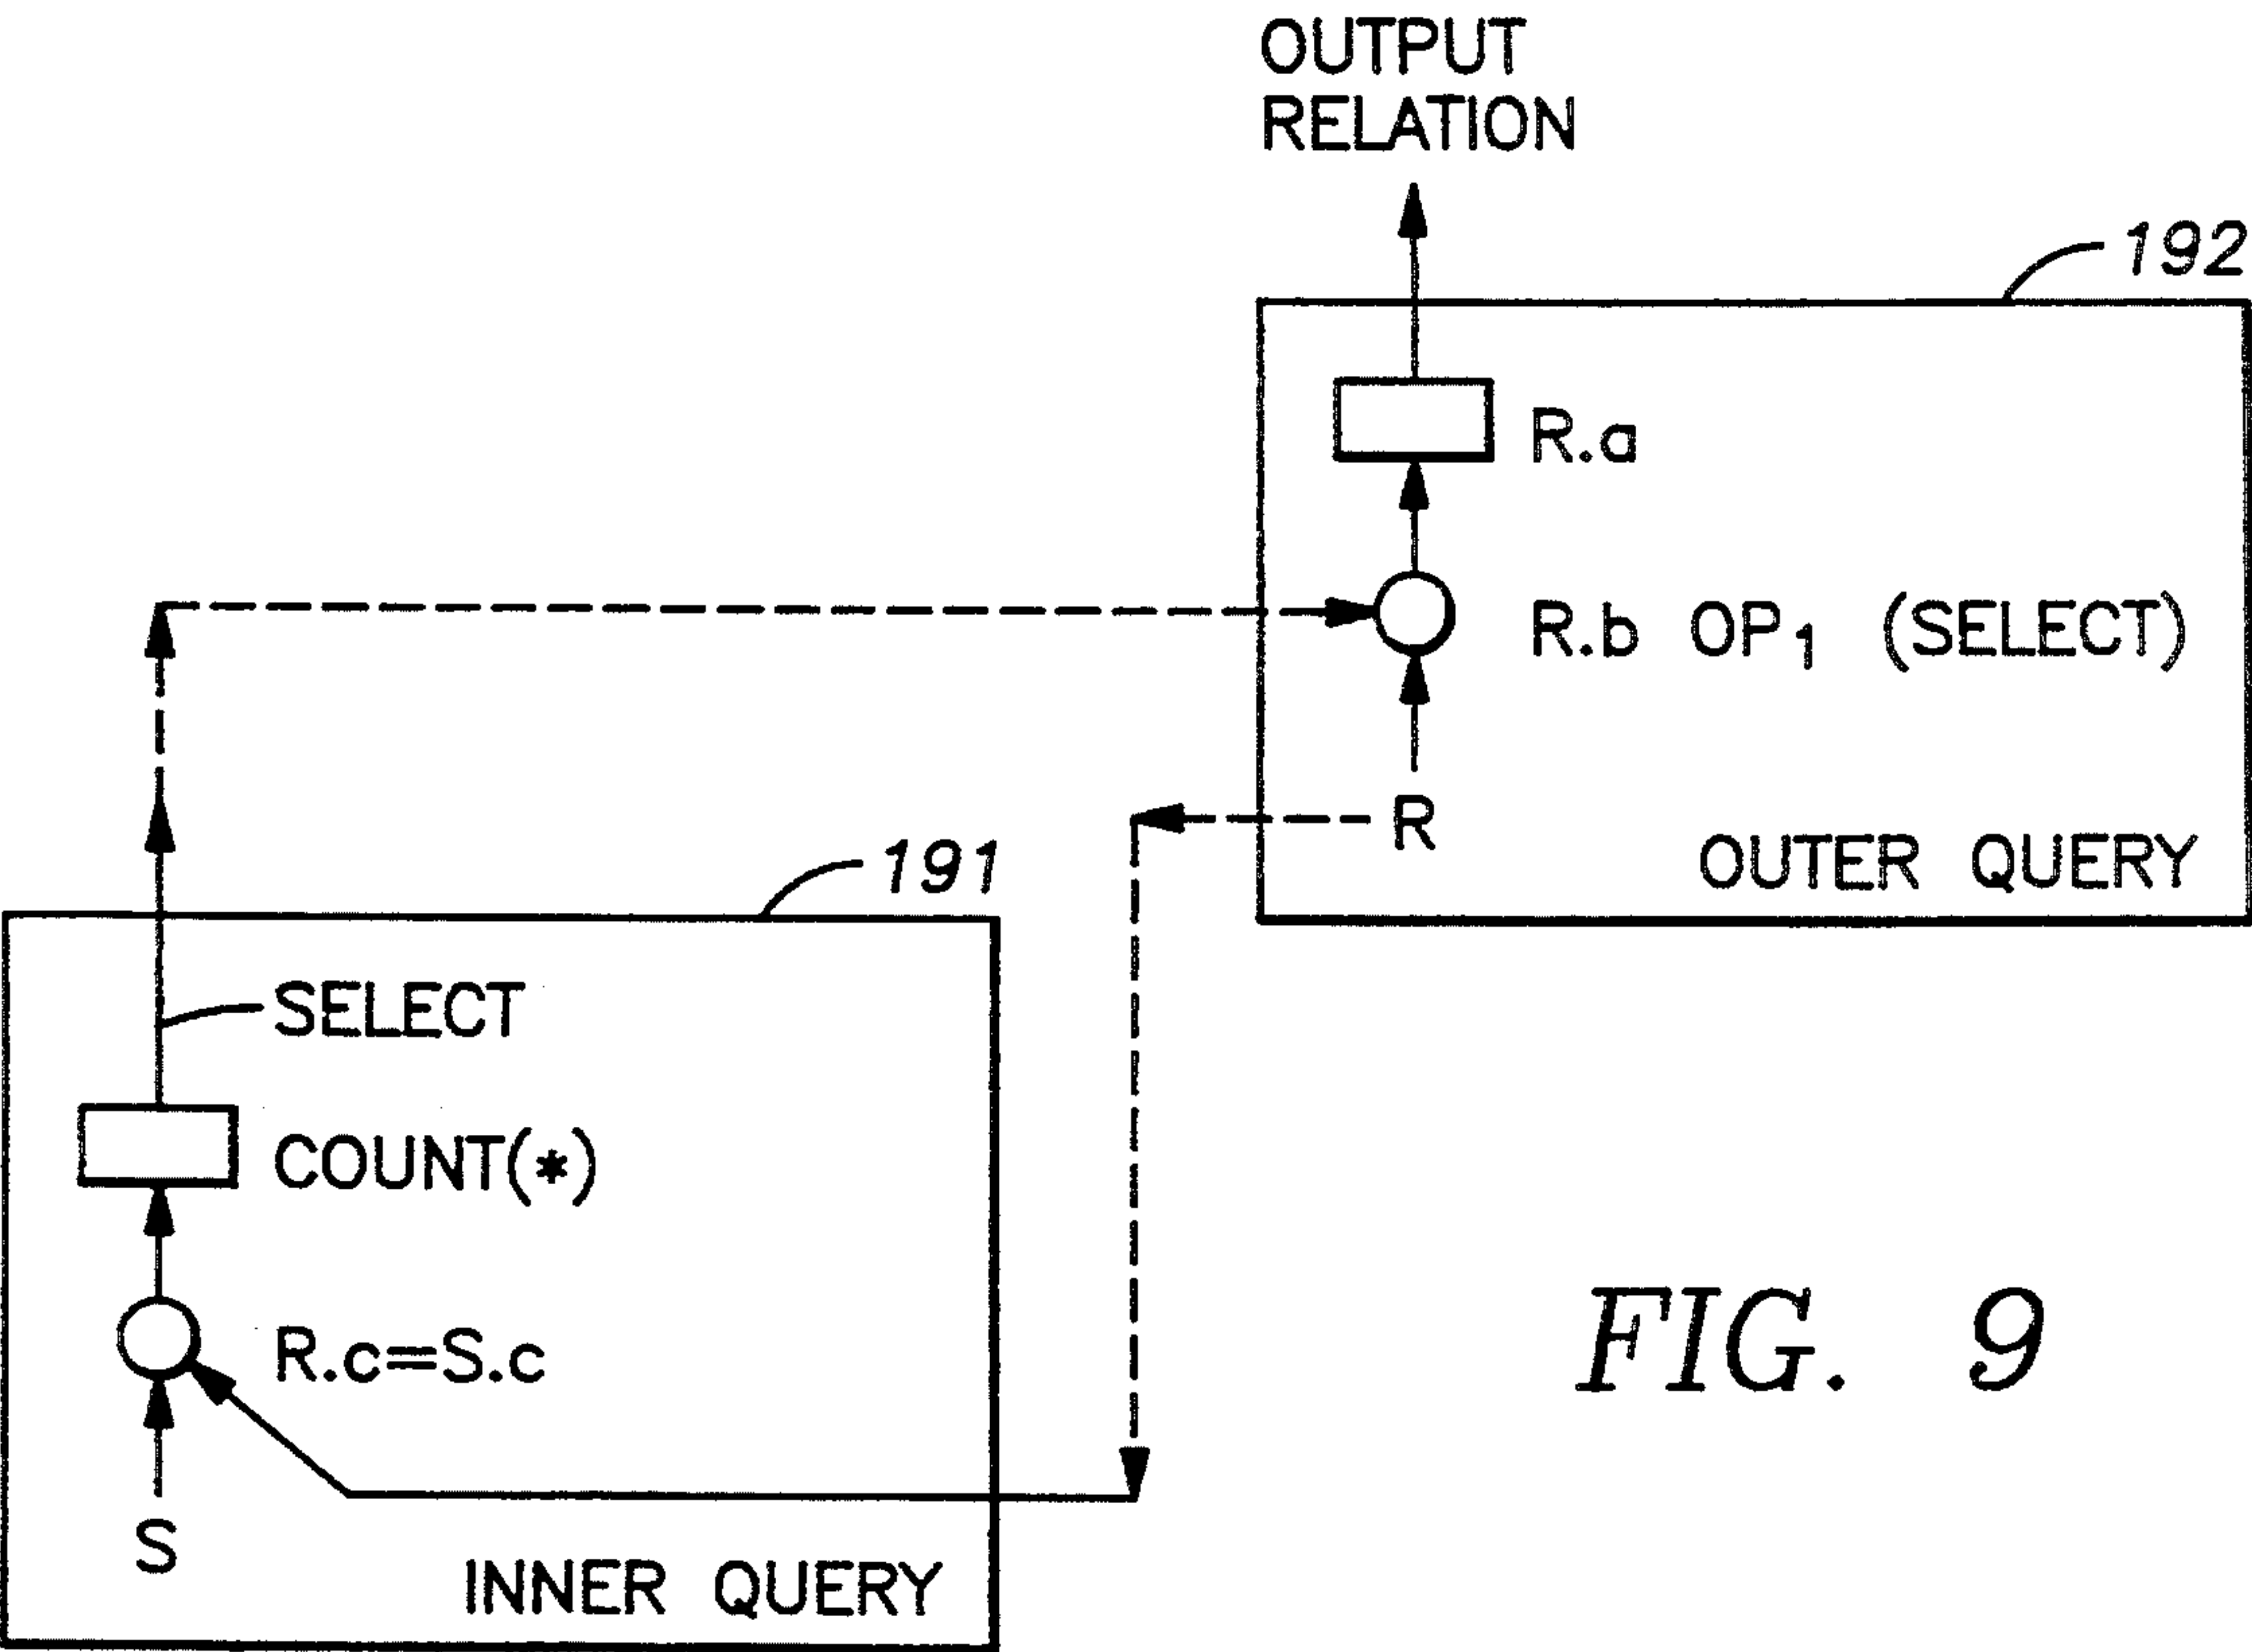 OUTPUT
RELATION
192
R.a
R.b OP₁ (SELECT)
R
OUTER QUERY
191
SELECT
COUNT(*)
R.c=S.c
S
INNER QUERY
FIG. 9